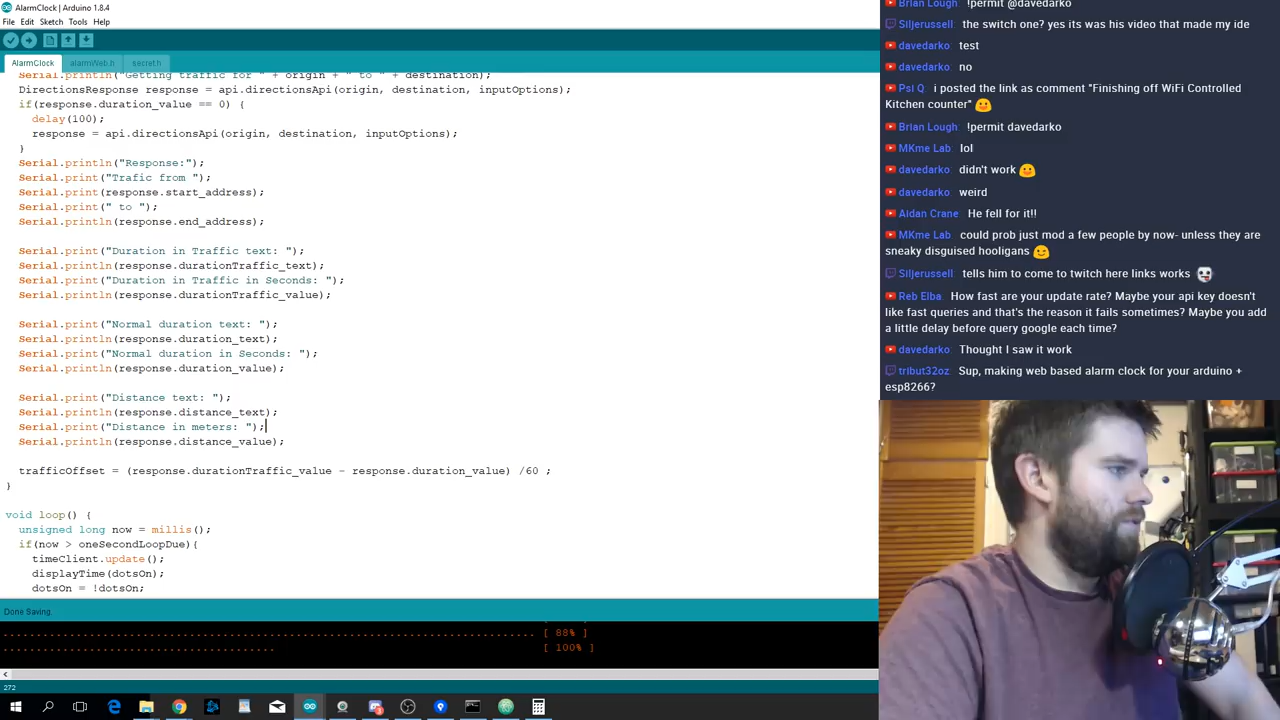 AlarmClock | Arduino 1.8.4
File Edit Sketch Tools Help
AlarmClock alarmWeb.h secret.h
Serial.println("Getting traffic for " + origin + " to " + destination);
DirectionsResponse response = api.directionsApi(origin, destination, inputOptions);
if(response.duration_value == 0) {
delay(100);
response = api.directionsApi(origin, destination, inputOptions);
}
Serial.println("Response:");
Serial.print("Trafic from ");
Serial.print(response.start_address);
Serial.print(" to ");
Serial.println(response.end_address);
Serial.print("Duration in Traffic text: ");
Serial.println(response.durationTraffic_text);
Serial.print("Duration in Traffic in Seconds: ");
Serial.println(response.durationTraffic_value);
Serial.print("Normal duration text: ");
Serial.println(response.duration_text);
Serial.print("Normal duration in Seconds: ");
Serial.println(response.duration_value);
Serial.print("Distance text: ");
Serial.println(response.distance_text);
Serial.print("Distance in meters: ");
Serial.println(response.distance_value);
trafficOffset = (response.durationTraffic_value - response.duration_value) /60 ;
}
void loop() {
unsigned long now = millis();
if(now > oneSecondLoopDue){
timeClient.update();
displayTime(dotsOn);
dotsOn = !dotsOn;
Done Saving.
[ 88% ]
[ 100% ]
272
Brian Lough: !permit @davedarko
Siljerussell: the switch one? yes its was his video that made my ide
davedarko: test
davedarko: no
Psi Q: i posted the link as comment "Finishing off WiFi Controlled
Kitchen counter"
Brian Lough: !permit davedarko
MKme Lab: lol
davedarko: didn't work
davedarko: weird
Aidan Crane: He fell for it!!
MKme Lab: could prob just mod a few people by now- unless they are
sneaky disguised hooligans
Siljerussell: tells him to come to twitch here links works
Reb Elba: How fast are your update rate? Maybe your api key doesn't
like fast queries and that's the reason it fails sometimes? Maybe you add
a little delay before query google each time?
davedarko: Thought I saw it work
tribut32oz: Sup, making web based alarm clock for your arduino +
esp8266?